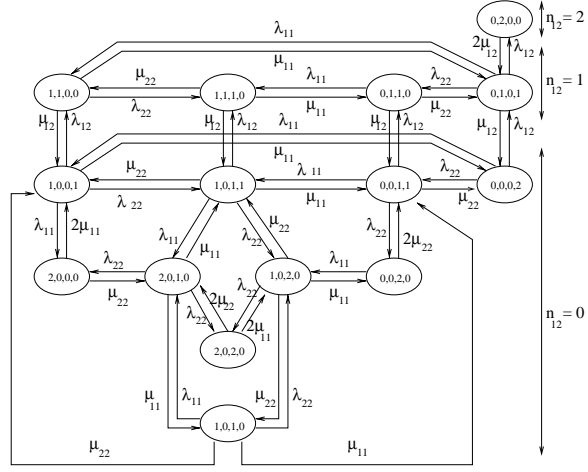 0,2,0,0
n12 = 2
λ11
2μ12
λ12
μ11
n12 = 1
μ22
λ11
λ22
1,1,0,0
1,1,1,0
0,1,1,0
0,1,0,1
λ22
μ11
μ22
μ12
λ12
μ12
λ12
λ11
μ12
λ12
μ12
λ12
μ11
μ22
λ11
λ22
1,0,0,1
1,0,1,1
0,0,1,1
0,0,0,2
λ22
μ11
μ22
λ11
2μ11
λ11
μ11
μ22
λ22
λ22
2μ22
λ22
λ11
2,0,0,0
2,0,1,0
1,0,2,0
0,0,2,0
μ22
2μ22
λ22
μ11
λ22
2μ11
n12 = 0
2,0,2,0
μ11
λ11
μ22
λ22
1,0,1,0
μ22
μ11